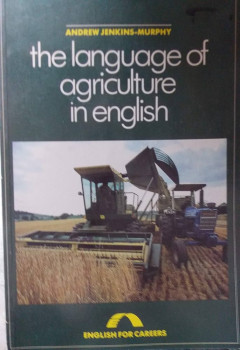 ANDREW JENKINS-MURPHY
the language of
agriculture
in english
ENGLISH FOR CAREERS